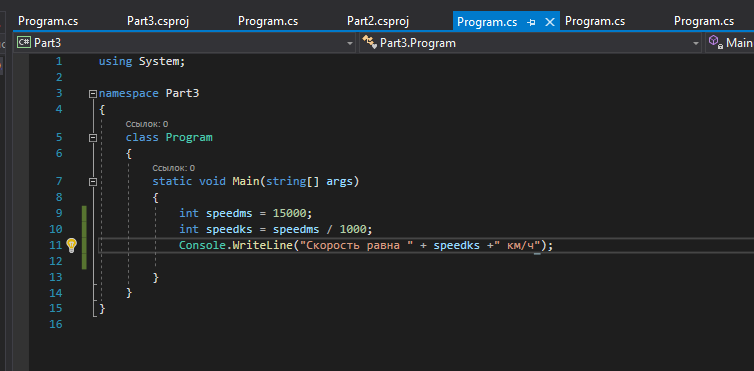 Program.cs Part3.csproj Program.cs Part2.csproj Program.cs Program.cs Program.cs
C# Part3 Part3.Program Main
1 using System;
2
3 namespace Part3
4 {
Ссылок: 0
5 class Program
6 {
Ссылок: 0
7 static void Main(string[] args)
8 {
9 int speedms = 15000;
10 int speedks = speedms / 1000;
11 Console.WriteLine("Скорость равна " + speedks +" км/ч");
12
13 }
14 }
15 }
16